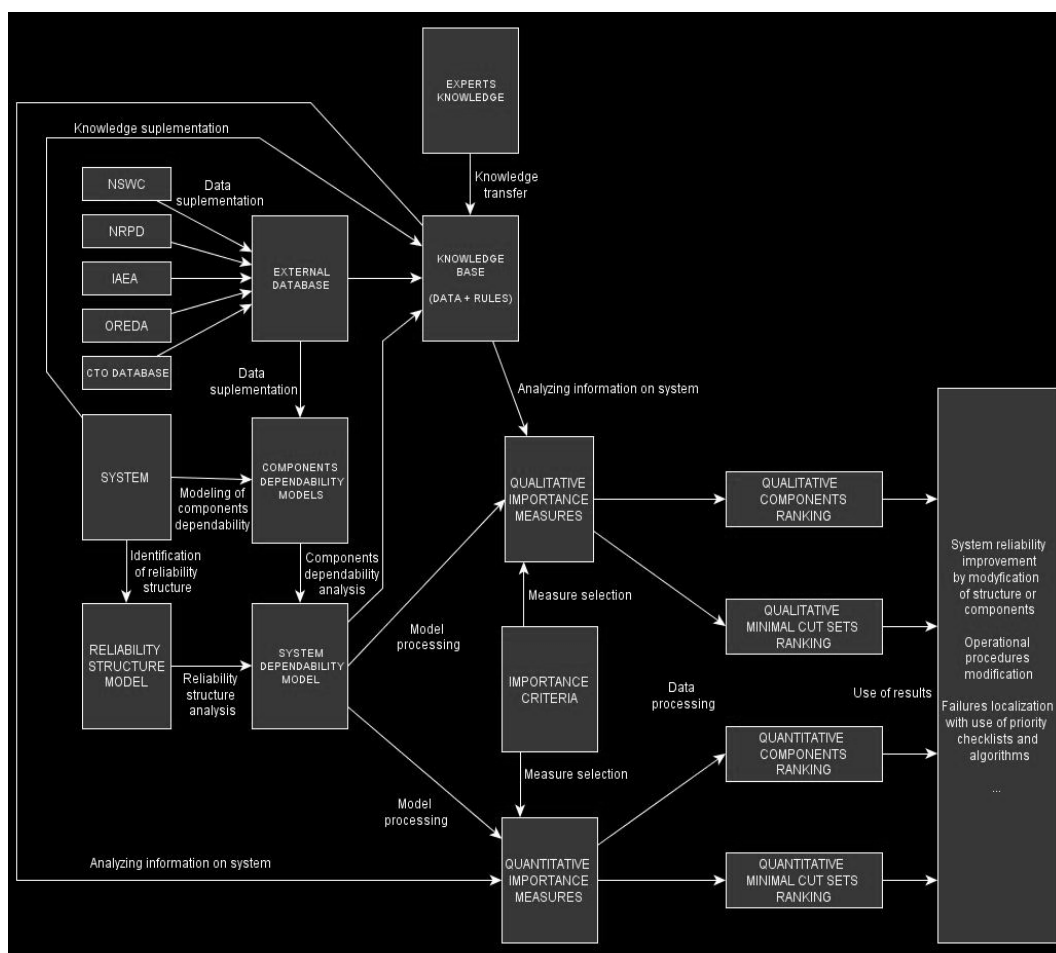 EXPERTS
KNOWLEDGE
Knowledge suplementation
Knowledge
transfer
NSWC
Data
suplementation
NRPD
IAEA
OREDA
CTO DATABASE
EXTERNAL
DATABASE
KNOWLEDGE
BASE
(DATA + RULES)
Data
suplementation
Analyzing information on system
SYSTEM
Modeling of
components
dependability
COMPONENTS
DEPENDABILITY
MODELS
QUALITATIVE
IMPORTANCE
MEASURES
QUALITATIVE
COMPONENTS
RANKING
Identification
of reliability
structure
Components
dependability
analysis
Measure selection
QUALITATIVE
MINIMAL CUT SETS
RANKING
RELIABILITY
STRUCTURE
MODEL
Reliability
structure
analysis
SYSTEM
DEPENDABILITY
MODEL
Model
processing
IMPORTANCE
CRITERIA
Data
processing
Use of results
QUANTITATIVE
COMPONENTS
RANKING
Measure selection
Model
processing
Analyzing information on system
QUANTITATIVE
IMPORTANCE
MEASURES
QUANTITATIVE
MINIMAL CUT SETS
RANKING
System reliability
improvement
by modyfication
of structure or
components
Operational
procedures
modification
Failures localization
with use of priority
checklists and
algorithms
...